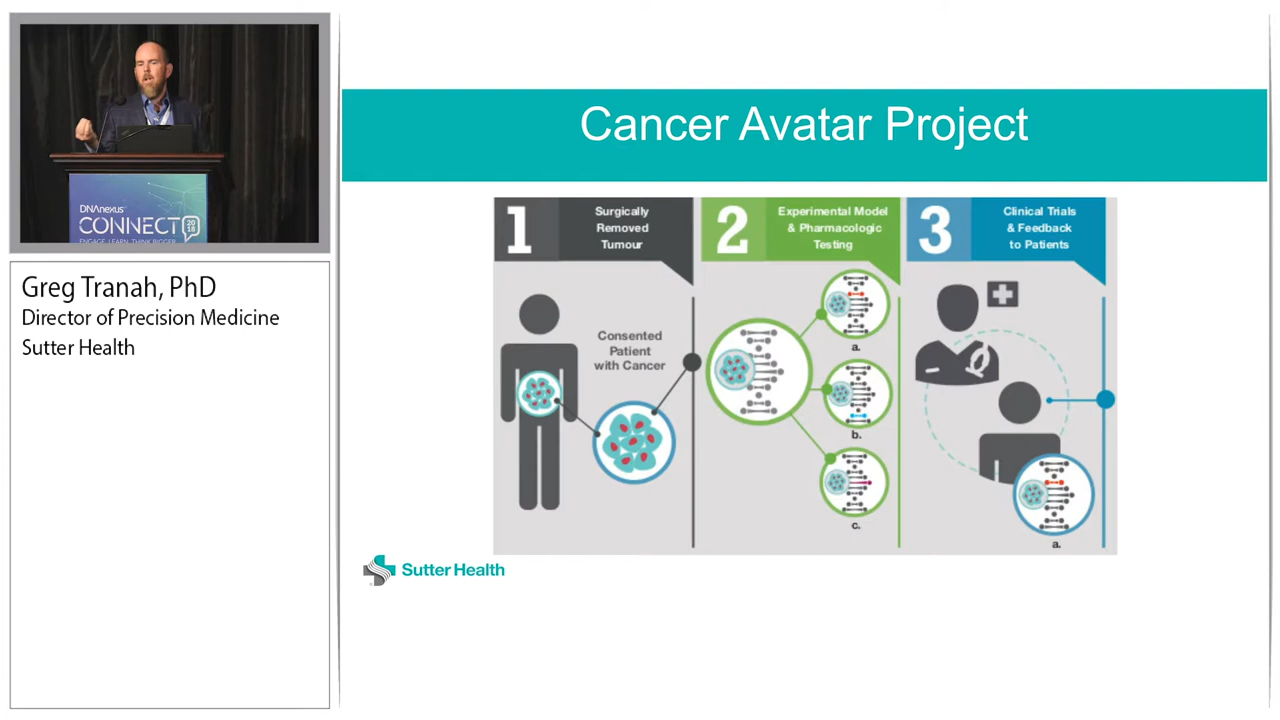 DNAnexus
CONNECT 20
18
ENGAGE. LEARN. THINK BIGGER
Greg Tranah, PhD
Director of Precision Medicine
Sutter Health
Cancer Avatar Project
1
Surgically
Removed
Tumour
Consented
Patient
with Cancer
2
Experimental Model
& Pharmacologic
Testing
a.
b.
c.
3
Clinical Trials
& Feedback
to Patients
a.
Sutter Health